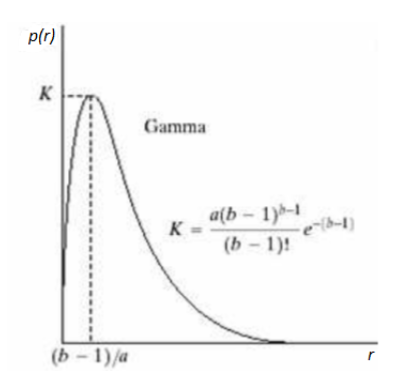 p(r)
K
Gamma
K = a(b − 1)^{b−1} / (b − 1)! e^{−(b−1)}
(b − 1)/a
r